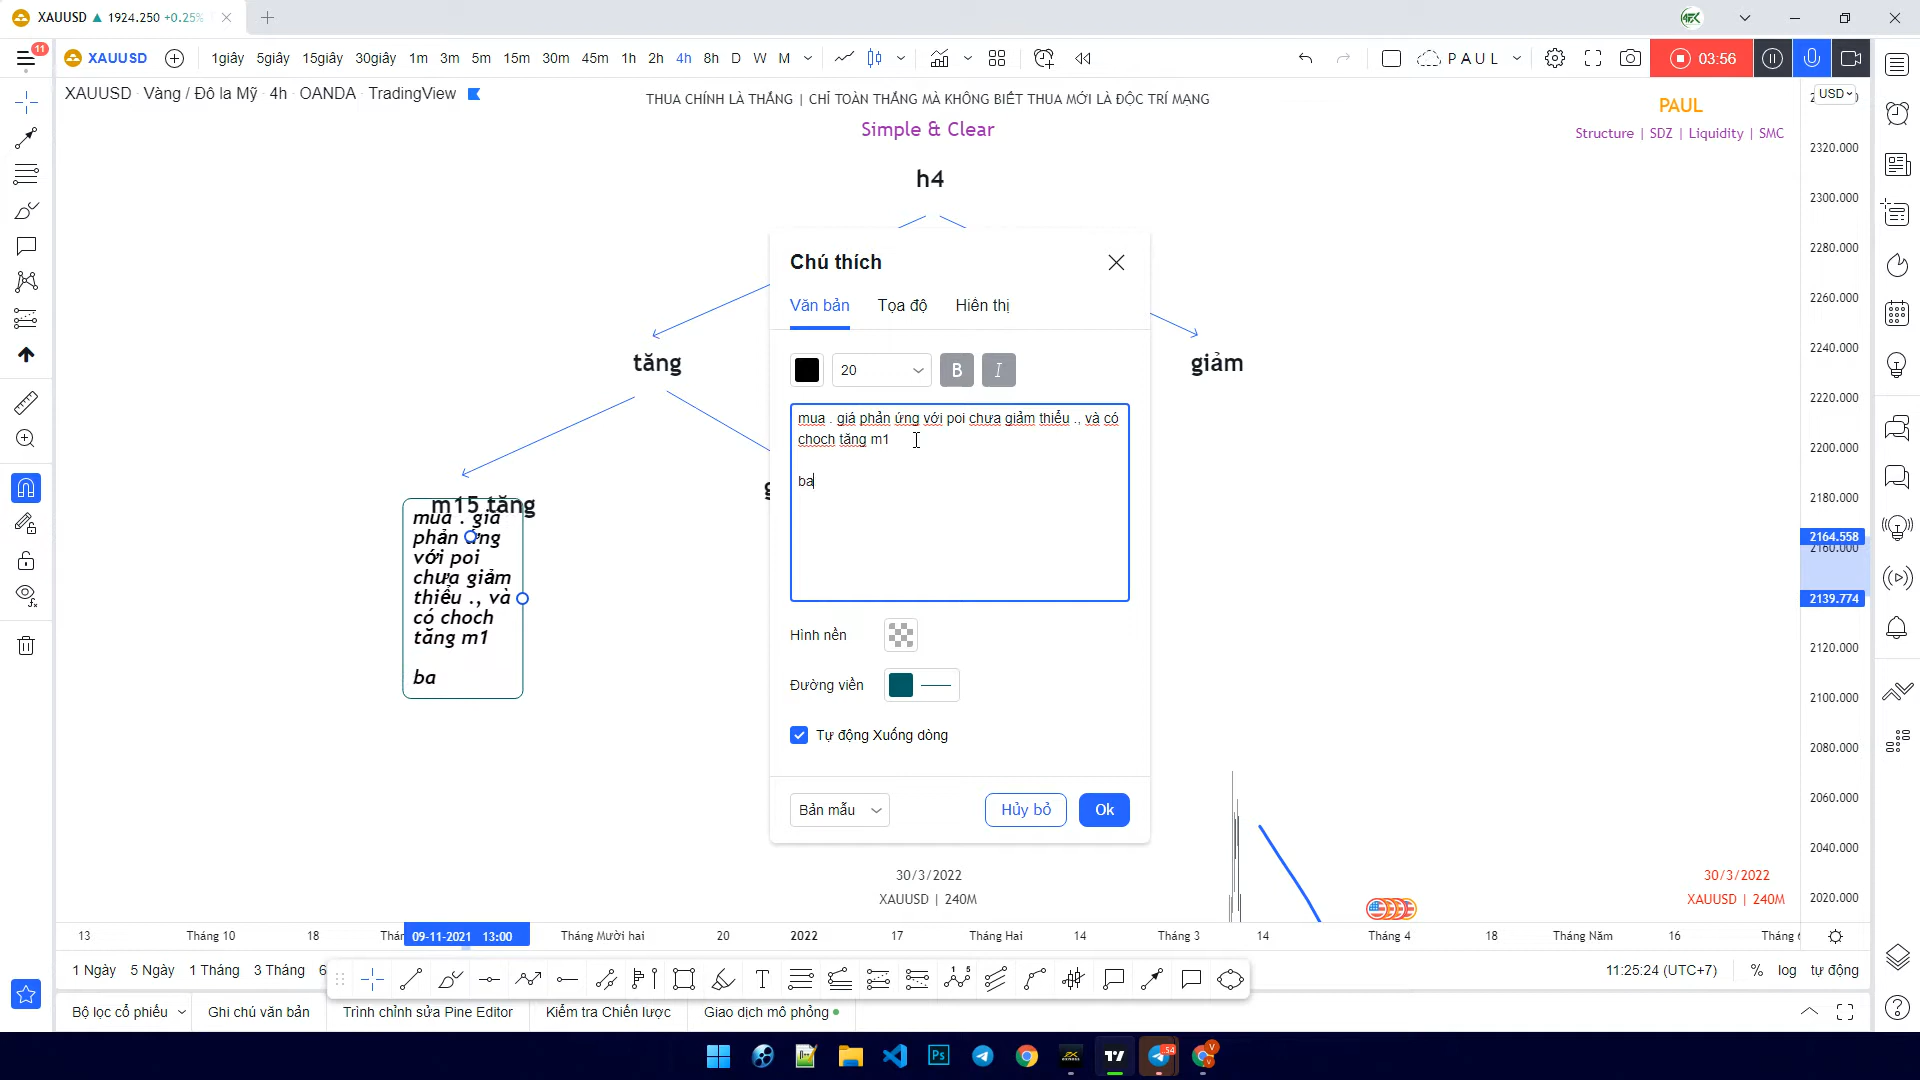 XAUUSD ▲ 1924.250 +0.25%
11
XAUUSD
1giây 5giây 15giây 30giây 1m 3m 5m 15m 30m 45m 1h 2h 4h 8h D W M
PAUL
03:56
XAUUSD · Vàng / Đô la Mỹ · 4h · OANDA · TradingView
THUA CHÍNH LÀ THẮNG | CHỈ TOÀN THẮNG MÀ KHÔNG BIẾT THUA MỚI LÀ ĐỘC TRÍ MẠNG
Simple & Clear
PAUL
Structure | SDZ | Liquidity | SMC
USD
2320.000
2300.000
2280.000
2260.000
2240.000
2220.000
2200.000
2180.000
2164.558
2160.000
2139.774
2120.000
2100.000
2080.000
2060.000
2040.000
2020.000
h4
tăng
giảm
m15 tăng
mua . giá
phản ứng
với poi
chưa giảm
thiểu ., và
có choch
tăng m1
ba
Chú thích
Văn bản Tọa độ Hiên thị
20 B I
mua . giá phản ứng với poi chưa giảm thiểu ., và có
choch tăng m1
ba
Hình nền
Đường viền
Tự động Xuống dòng
Bản mẫu Hủy bỏ Ok
30/3/2022
XAUUSD | 240M
30/3/2022
XAUUSD | 240M
13 Tháng 10 18 09-11-2021 13:00 Tháng Mười hai 20 2022 17 Tháng Hai 14 Tháng 3 14 Tháng 4 18 Tháng Năm 16
1 Ngày 5 Ngày 1 Tháng 3 Tháng
11:25:24 (UTC+7) % log tự động
Bộ lọc cổ phiếu Ghi chú văn bản Trình chỉnh sửa Pine Editor Kiểm tra Chiến lược Giao dịch mô phỏng
Ps
54